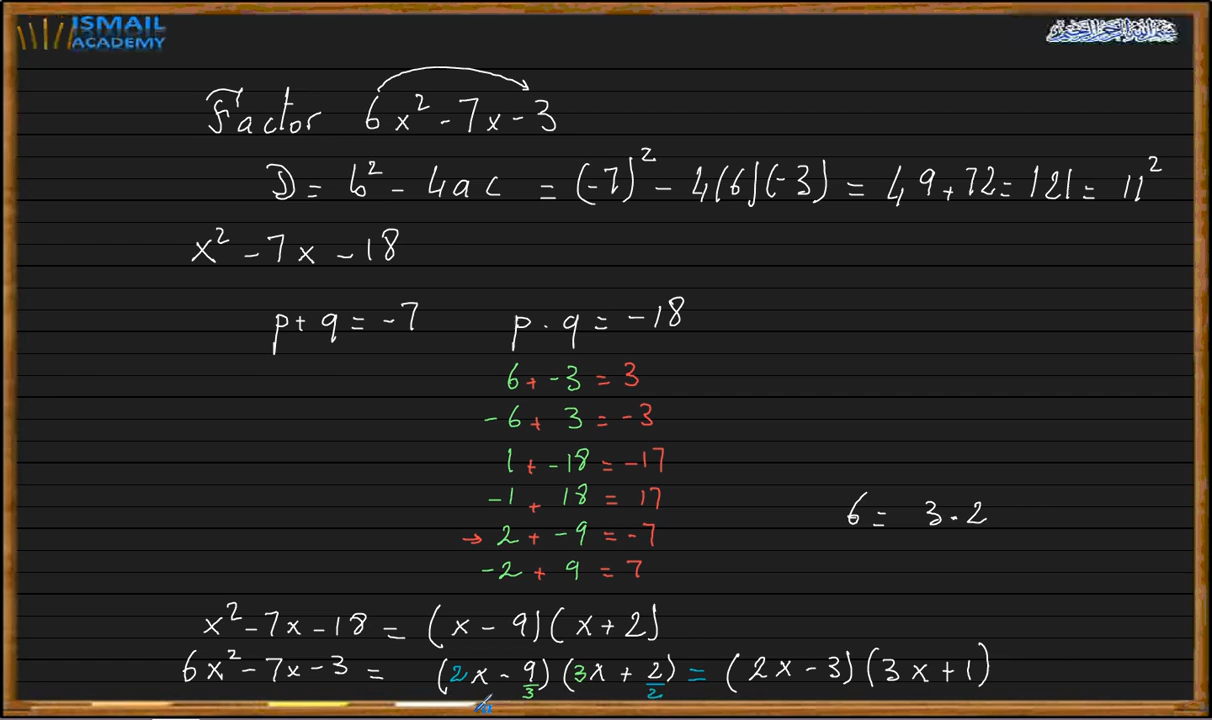 ISMAIL
ACADEMY
Factor 6x² - 7x - 3
D = b² - 4ac = (-7)² - 4(6)(-3) = 49 + 72 = 121 = 11²
x² - 7x - 18
p + q = -7 p · q = -18
6 + -3 = 3
-6 + 3 = -3
1 + -18 = -17
-1 + 18 = 17
6 = 3 · 2
→ 2 + -9 = -7
-2 + 9 = 7
x² - 7x - 18 = (x - 9)(x + 2)
6x² - 7x - 3 = (2x - 9/3)(3x + 2/2) = (2x - 3)(3x + 1)